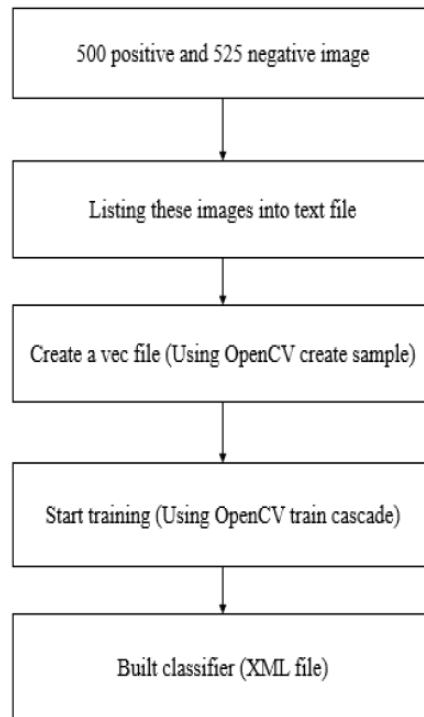 500 positive and 525 negative image
Listing these images into text file
Create a vec file (Using OpenCV create sample)
Start training (Using OpenCV train cascade)
Built classifier (XML file)